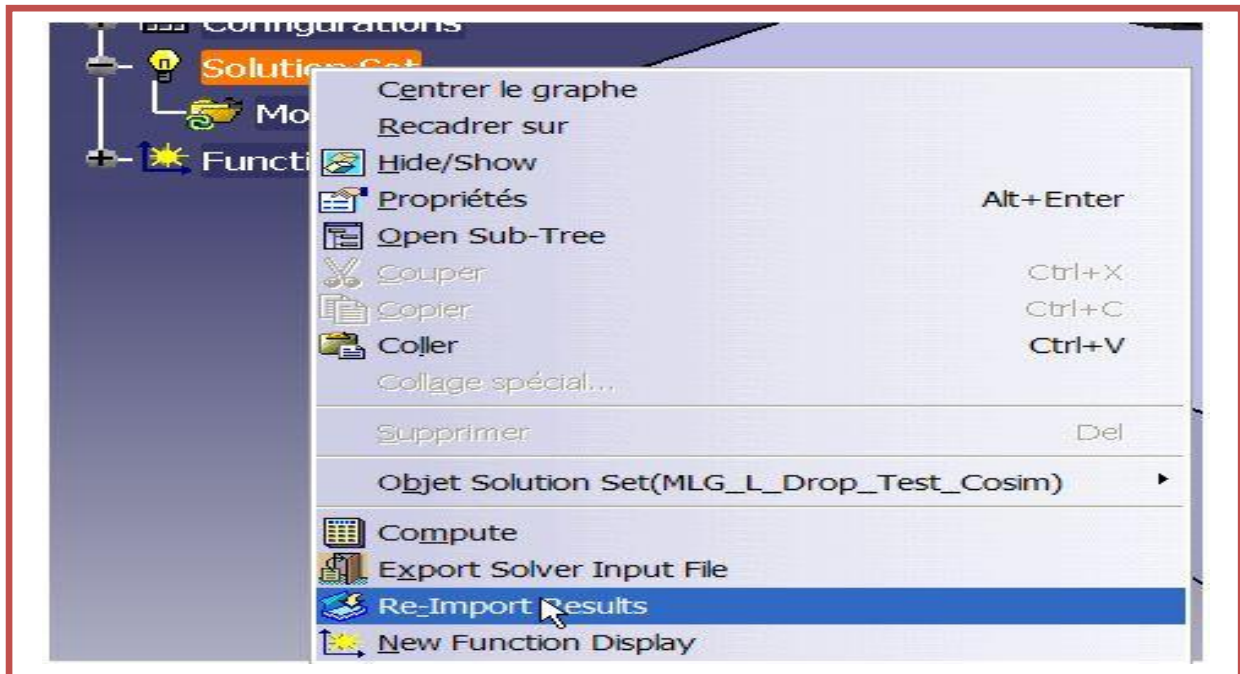 Configurations
Solution Set
Mo
Functi
Centrer le graphe
Recadrer sur
Hide/Show
Propriétés Alt+Enter
Open Sub-Tree
Couper Ctrl+X
Copier Ctrl+C
Coller Ctrl+V
Collage spécial...
Supprimer Del
Objet Solution Set(MLG_L_Drop_Test_Cosim)
Compute
Export Solver Input File
Re-Import Results
New Function Display